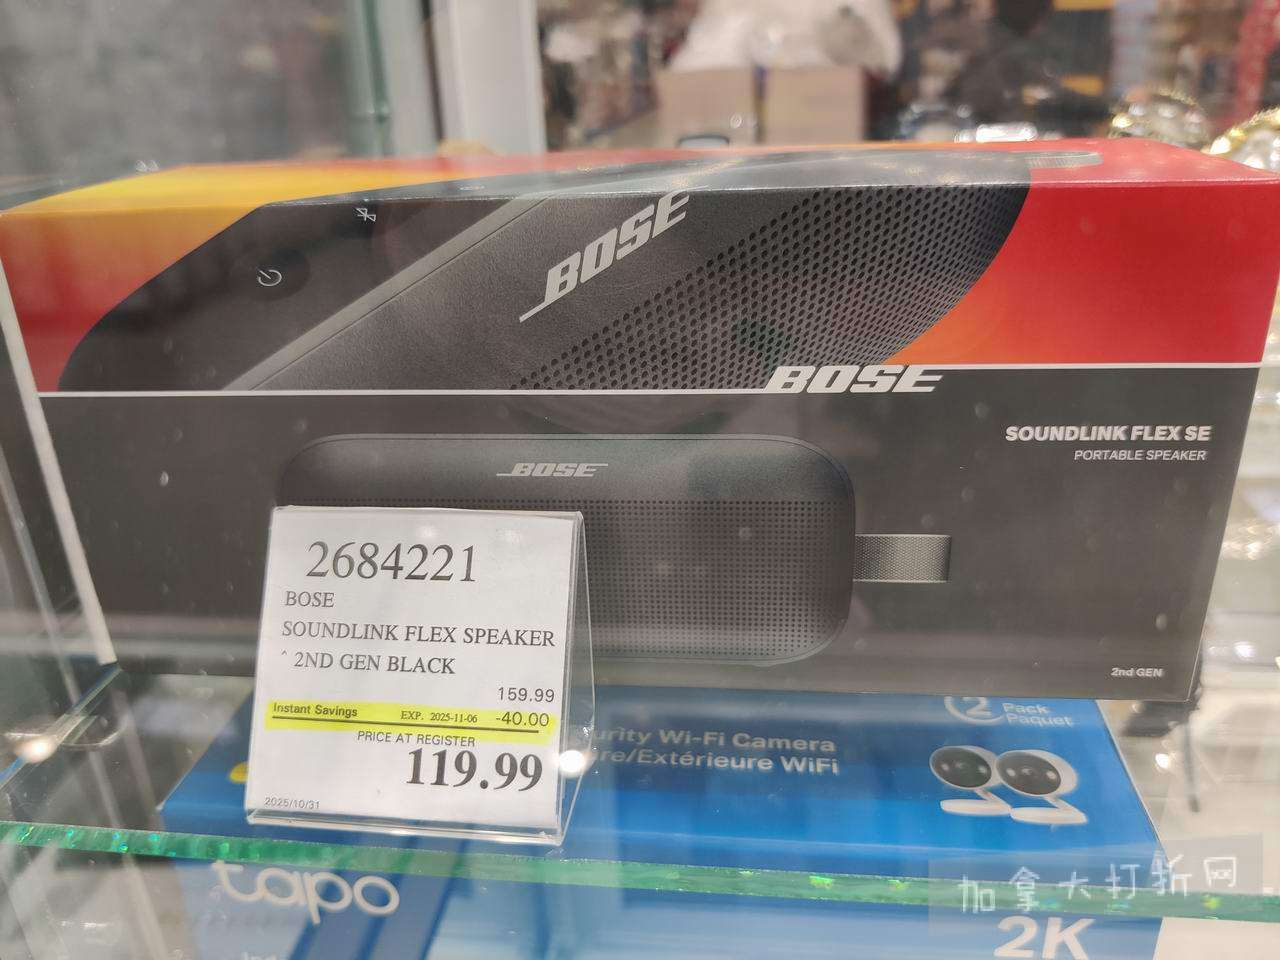 BOSE
BOSE
SOUNDLINK FLEX SE
PORTABLE SPEAKER
BOSE
2684221
BOSE
SOUNDLINK FLEX SPEAKER
^ 2ND GEN BLACK
159.99
Instant Savings EXP. 2025-11-06 -40.00
PRICE AT REGISTER
119.99
2025/10/31
2nd GEN
2 Pack
Paquet
urity Wi-Fi Camera
re/Extérieure WiFi
tapo
加拿大打折网
2K